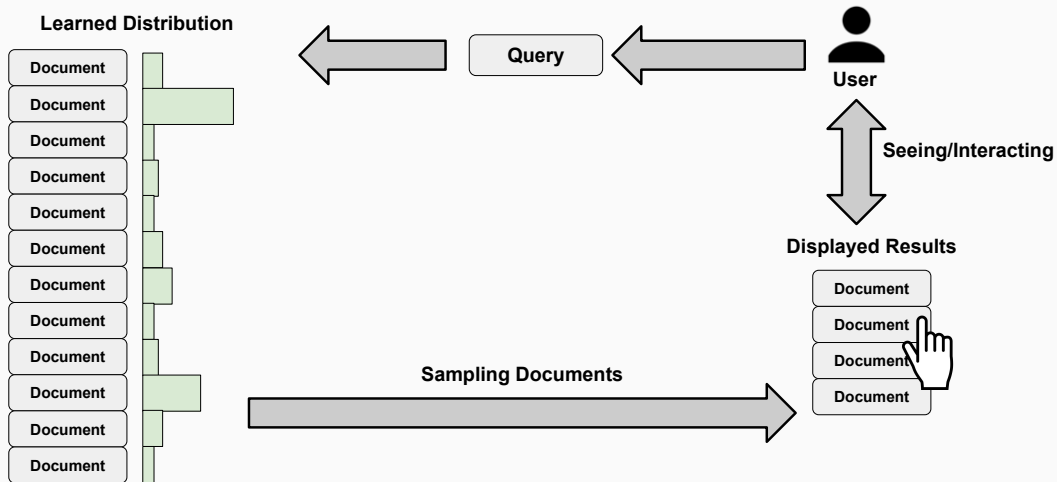 Learned Distribution
Document
Document
Document
Document
Document
Document
Document
Document
Document
Document
Document
Document
Query
User
Seeing/Interacting
Displayed Results
Document
Document
Document
Document
Sampling Documents